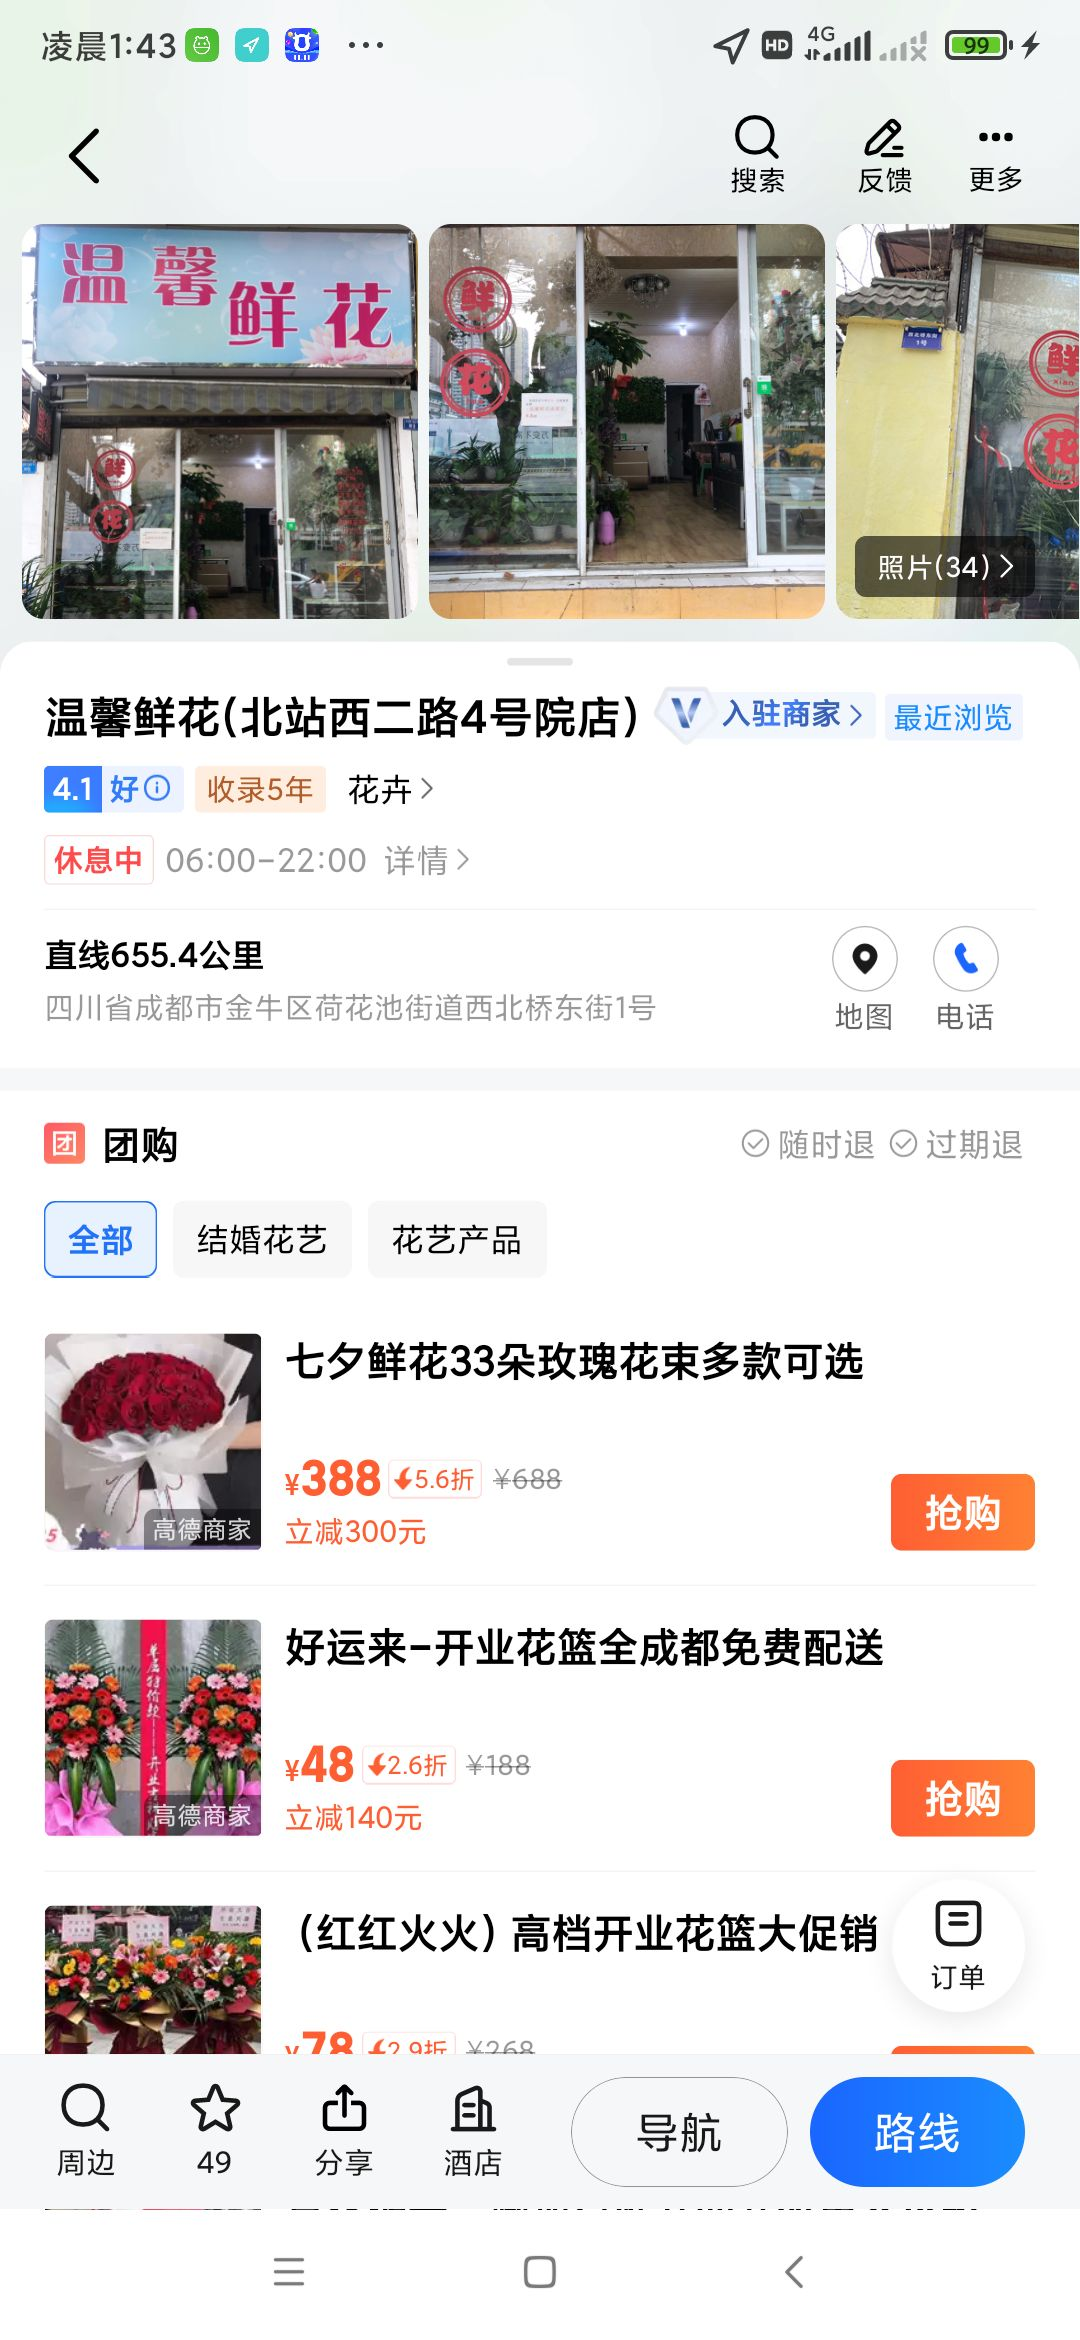 凌晨1:43
HD
4G
99
搜索
反馈
更多
温馨
鲜花
鲜
花
鲜
花
鲜
花
1号
照片(34)
温馨鲜花(北站西二路4号院店)
入驻商家
最近浏览
4.1 好
收录5年
花卉
休息中 06:00-22:00 详情
直线655.4公里
四川省成都市金牛区荷花池街道西北桥东街1号
地图
电话
团 团购
随时退 过期退
全部
结婚花艺
花艺产品
七夕鲜花33朵玫瑰花束多款可选
¥388 5.6折 ¥688
立减300元
抢购
高德商家
好运来-开业花篮全成都免费配送
¥48 2.6折 ¥188
立减140元
抢购
高德商家
（红红火火）高档开业花篮大促销
¥78 2.9折 ¥268
订单
周边
49
分享
酒店
导航
路线